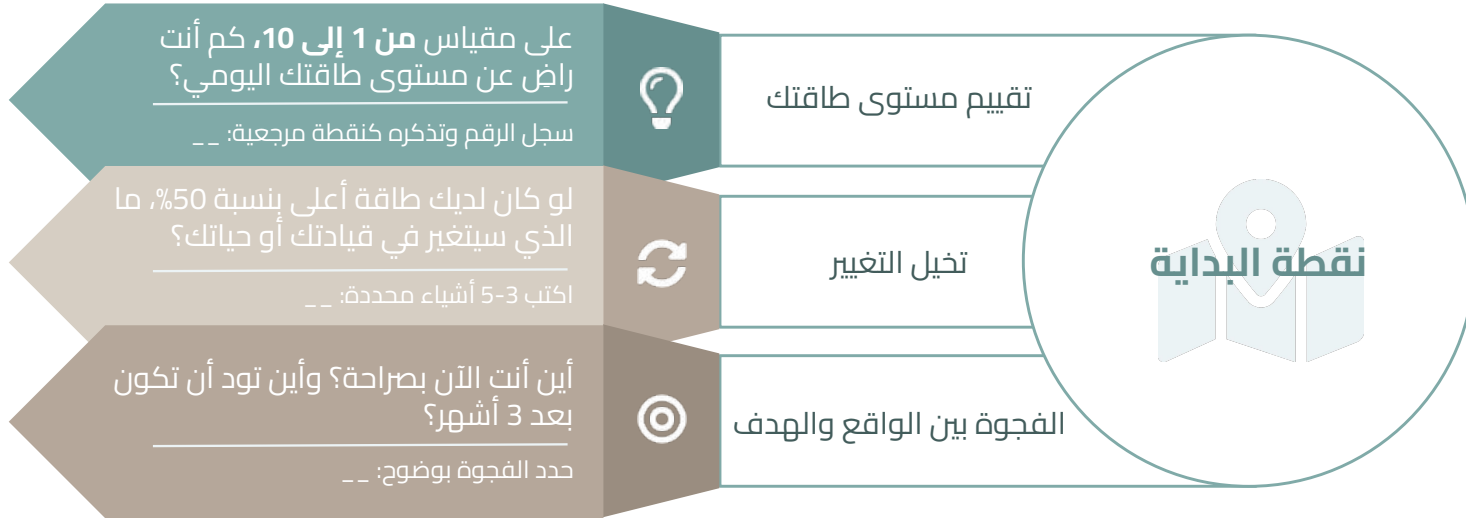 نقطة البداية
تقييم مستوى طاقتك
على مقياس من 1 إلى 10، كم أنت
راضٍ عن مستوى طاقتك اليومي؟
سجل الرقم وتذكره كنقطة مرجعية: _ _
تخيل التغيير
لو كان لديك طاقة أعلى بنسبة 50%، ما
الذي سيتغير في قيادتك أو حياتك؟
اكتب 3-5 أشياء محددة: _ _
الفجوة بين الواقع والهدف
أين أنت الآن بصراحة؟ وأين تود أن تكون
بعد 3 أشهر؟
حدد الفجوة بوضوح: _ _